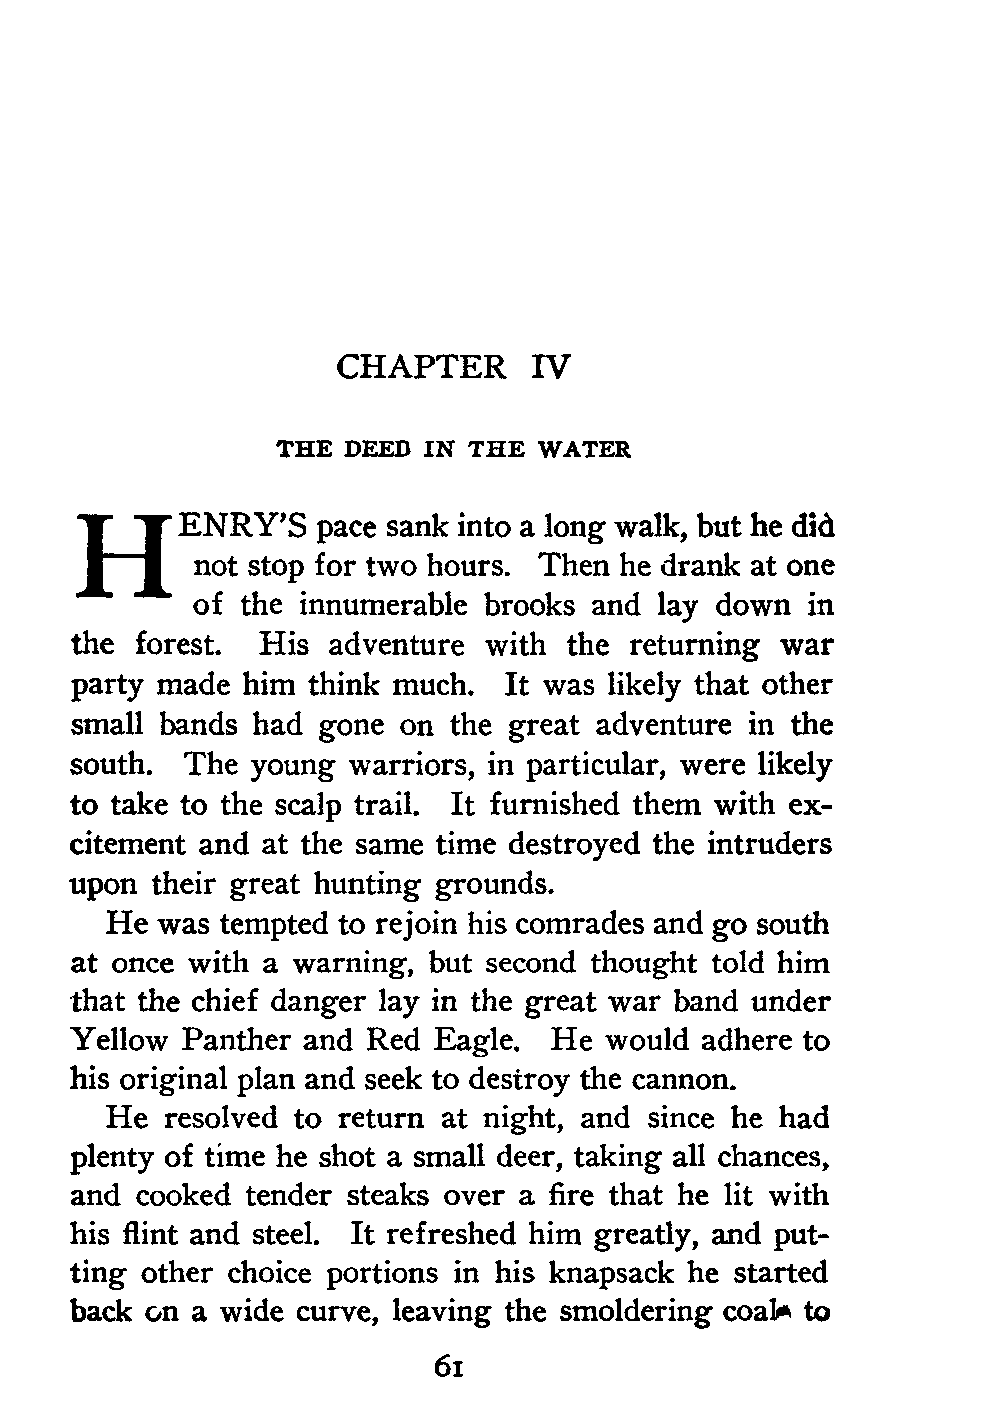 CHAPTER IV
THE DEED IN THE WATER
HENRY'S pace sank into a long walk, but he did
not stop for two hours. Then he drank at one
of the innumerable brooks and lay down in
the forest. His adventure with the returning war
party made him think much. It was likely that other
small bands had gone on the great adventure in the
south. The young warriors, in particular, were likely
to take to the scalp trail. It furnished them with ex-
citement and at the same time destroyed the intruders
upon their great hunting grounds.
He was tempted to rejoin his comrades and go south
at once with a warning, but second thought told him
that the chief danger lay in the great war band under
Yellow Panther and Red Eagle. He would adhere to
his original plan and seek to destroy the cannon.
He resolved to return at night, and since he had
plenty of time he shot a small deer, taking all chances,
and cooked tender steaks over a fire that he lit with
his flint and steel. It refreshed him greatly, and put-
ting other choice portions in his knapsack he started
back on a wide curve, leaving the smoldering coals to
61